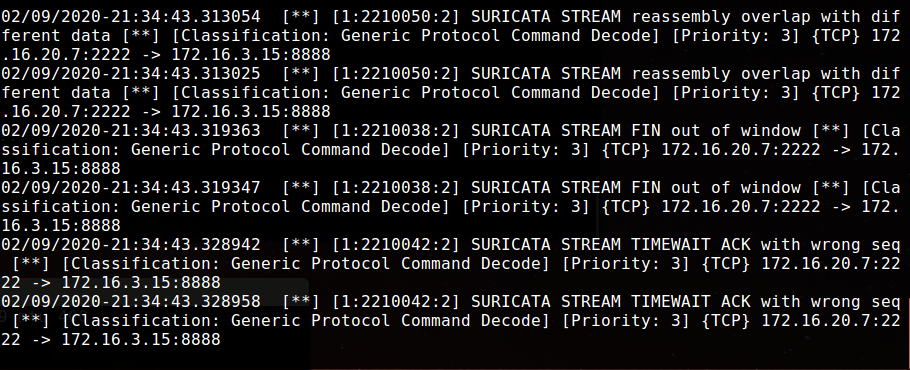 02/09/2020-21:34:43.313054  [**] [1:2210050:2] SURICATA STREAM reassembly overlap with dif
ferent data [**] [Classification: Generic Protocol Command Decode] [Priority: 3] {TCP} 172
.16.20.7:2222 -> 172.16.3.15:8888
02/09/2020-21:34:43.313025  [**] [1:2210050:2] SURICATA STREAM reassembly overlap with dif
ferent data [**] [Classification: Generic Protocol Command Decode] [Priority: 3] {TCP} 172
.16.20.7:2222 -> 172.16.3.15:8888
02/09/2020-21:34:43.319363  [**] [1:2210038:2] SURICATA STREAM FIN out of window [**] [Cla
ssification: Generic Protocol Command Decode] [Priority: 3] {TCP} 172.16.20.7:2222 -> 172.
16.3.15:8888
02/09/2020-21:34:43.319347  [**] [1:2210038:2] SURICATA STREAM FIN out of window [**] [Cla
ssification: Generic Protocol Command Decode] [Priority: 3] {TCP} 172.16.20.7:2222 -> 172.
16.3.15:8888
02/09/2020-21:34:43.328942  [**] [1:2210042:2] SURICATA STREAM TIMEWAIT ACK with wrong seq
 [**] [Classification: Generic Protocol Command Decode] [Priority: 3] {TCP} 172.16.20.7:22
22 -> 172.16.3.15:8888
02/09/2020-21:34:43.328958  [**] [1:2210042:2] SURICATA STREAM TIMEWAIT ACK with wrong seq
 [**] [Classification: Generic Protocol Command Decode] [Priority: 3] {TCP} 172.16.20.7:22
22 -> 172.16.3.15:8888